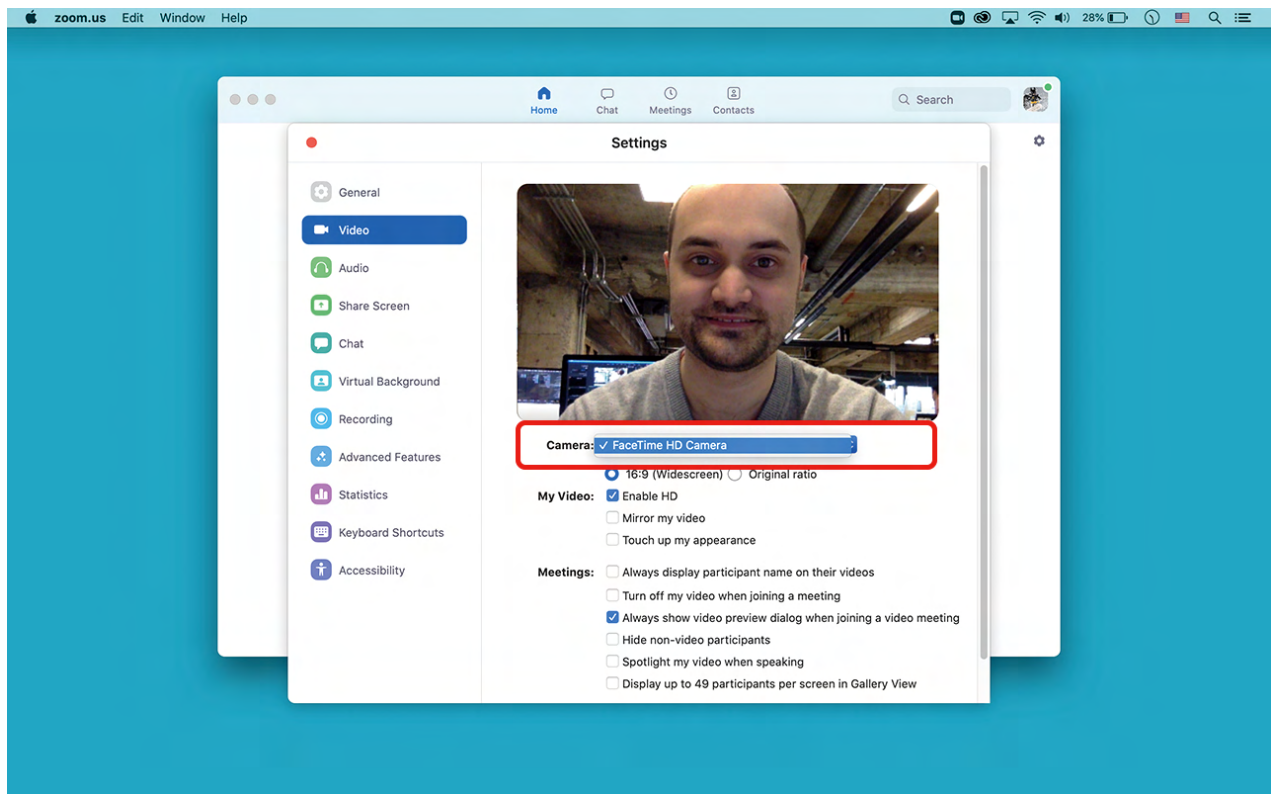 zoom.us Edit Window Help 28%
Home Chat Meetings Contacts Search
Settings
General
Video
Audio
Share Screen
Chat
Virtual Background
Recording
Advanced Features
Statistics
Keyboard Shortcuts
Accessibility
Camera: ✓ FaceTime HD Camera
16:9 (Widescreen) Original ratio
My Video: Enable HD
Mirror my video
Touch up my appearance
Meetings: Always display participant name on their videos
Turn off my video when joining a meeting
Always show video preview dialog when joining a video meeting
Hide non-video participants
Spotlight my video when speaking
Display up to 49 participants per screen in Gallery View